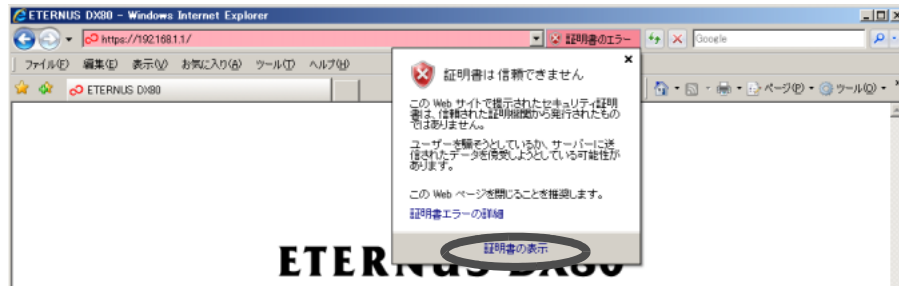 ETERNUS DX80 - Windows Internet Explorer
https://192.168.1.1/ 証明書のエラー Google
ファイル(F) 編集(E) 表示(V) お気に入り(A) ツール(T) ヘルプ(H)
ETERNUS DX80 ページ(P) ツール(O)
証明書は信頼できません
この Web サイトで提示されたセキュリティ証明
書は、信頼された証明機関から発行されたもの
ではありません。
ユーザーを騙そうとしているか、サーバーに送
信されたデータを傍受しようとしている可能性が
あります。
この Web ページを閉じることを推奨します。
証明書エラーの詳細
証明書の表示
ETERNUS DX80